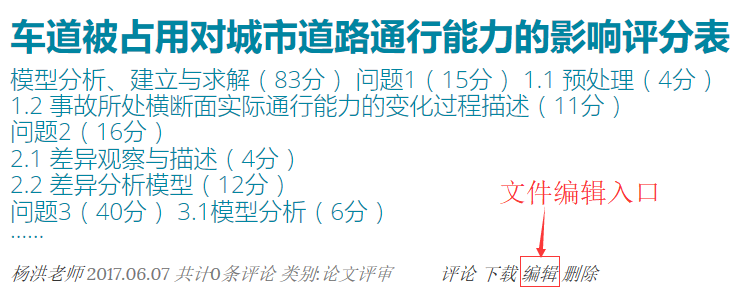 车道被占用对城市道路通行能力的影响评分表
模型分析、建立与求解（83分） 问题1（15分） 1.1 预处理（4分）
1.2 事故所处横断面实际通行能力的变化过程描述（11分）
问题2（16分）
2.1 差异观察与描述（4分）
2.2 差异分析模型（12分）
问题3（40分） 3.1模型分析（6分）
......
文件编辑入口
杨洪老师 2017.06.07 共计0条评论 类别:论文评审 评论 下载 编辑 删除